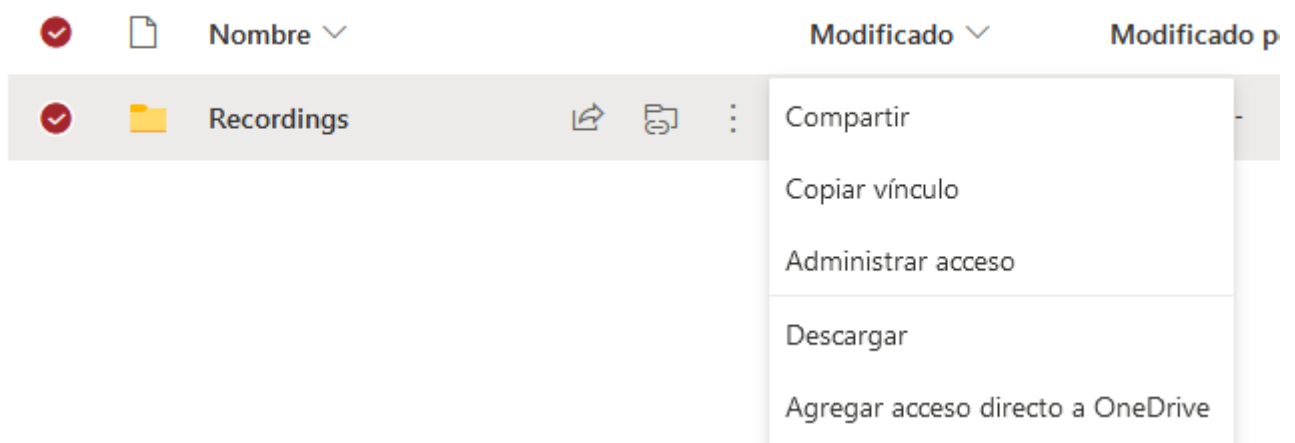 Nombre Modificado Modificado p
Recordings
Compartir
Copiar vínculo
Administrar acceso
Descargar
Agregar acceso directo a OneDrive